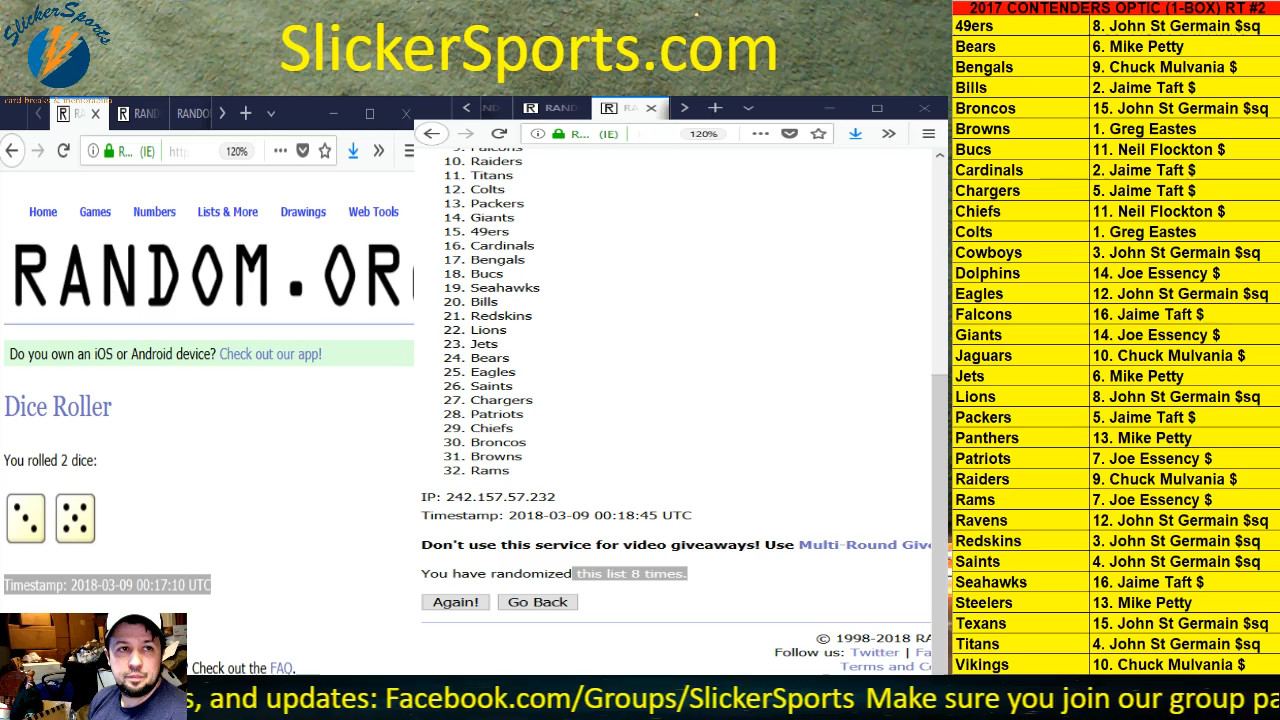 SlickerSports
card breaks & memorabilia
SlickerSports.com
RANDO
120%
Home Games Numbers Lists & More Drawings Web Tools
RANDOM.OR
Do you own an iOS or Android device? Check out our app!
Dice Roller
You rolled 2 dice:
Timestamp: 2018-03-09 00:17:10 UTC
Check out the FAQ.
R... (IE) 120%
9. Falcons
10. Raiders
11. Titans
12. Colts
13. Packers
14. Giants
15. 49ers
16. Cardinals
17. Bengals
18. Bucs
19. Seahawks
20. Bills
21. Redskins
22. Lions
23. Jets
24. Bears
25. Eagles
26. Saints
27. Chargers
28. Patriots
29. Chiefs
30. Broncos
31. Browns
32. Rams
IP: 242.157.57.232
Timestamp: 2018-03-09 00:18:45 UTC
Don't use this service for video giveaways! Use Multi-Round Give
You have randomized this list 8 times.
Again! Go Back
© 1998-2018 RA
Follow us: Twitter | Fa
Terms and C
2017 CONTENDERS OPTIC (1-BOX) RT #2
49ers 8. John St Germain $sq
Bears 6. Mike Petty
Bengals 9. Chuck Mulvania $
Bills 2. Jaime Taft $
Broncos 15. John St Germain $sq
Browns 1. Greg Eastes
Bucs 11. Neil Flockton $
Cardinals 2. Jaime Taft $
Chargers 5. Jaime Taft $
Chiefs 11. Neil Flockton $
Colts 1. Greg Eastes
Cowboys 3. John St Germain $sq
Dolphins 14. Joe Essency $
Eagles 12. John St Germain $sq
Falcons 16. Jaime Taft $
Giants 14. Joe Essency $
Jaguars 10. Chuck Mulvania $
Jets 6. Mike Petty
Lions 8. John St Germain $sq
Packers 5. Jaime Taft $
Panthers 13. Mike Petty
Patriots 7. Joe Essency $
Raiders 9. Chuck Mulvania $
Rams 7. Joe Essency $
Ravens 12. John St Germain $sq
Redskins 3. John St Germain $sq
Saints 4. John St Germain $sq
Seahawks 16. Jaime Taft $
Steelers 13. Mike Petty
Texans 15. John St Germain $sq
Titans 4. John St Germain $sq
Vikings 10. Chuck Mulvania $
s, and updates: Facebook.com/Groups/SlickerSports Make sure you join our group pa